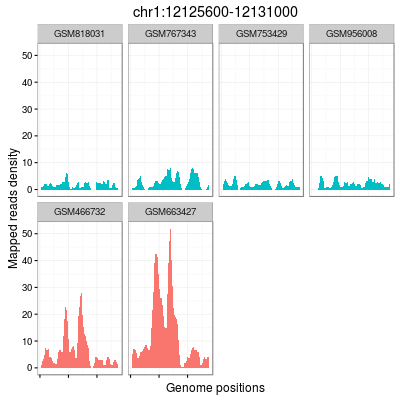 chr1:12125600-12131000
GSM818031 GSM767343 GSM753429 GSM956008
50
40
30
20
10
0
Mapped reads density
GSM466732 GSM663427
50
40
30
20
10
0
Genome positions